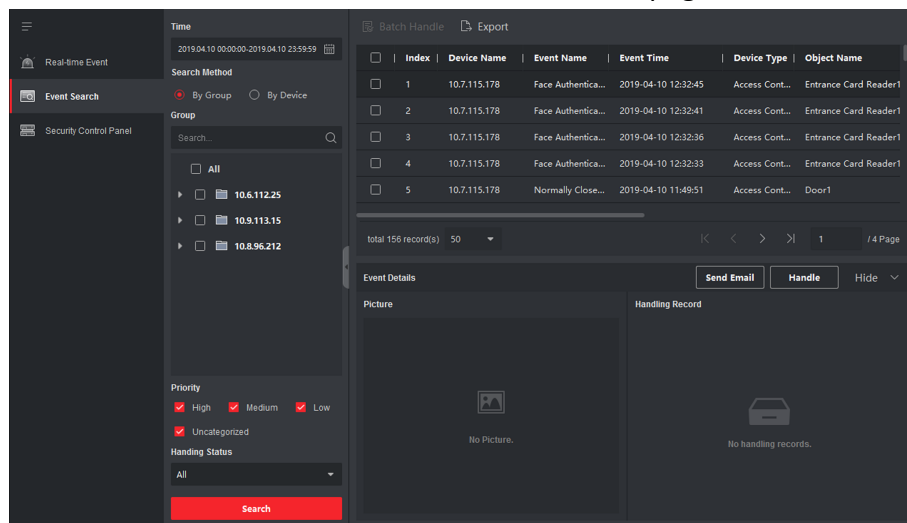 Real-time Event
Event Search
Security Control Panel
Time
2019.04.10 00:00:00-2019.04.10 23:59:59
Search Method
By Group
By Device
Group
Search...
All
10.6.112.25
10.9.113.15
10.8.96.212
Priority
High
Medium
Low
Uncategorized
Handing Status
All
Search
Batch Handle
Export
Index | Device Name | Event Name | Event Time | Device Type | Object Name
1 10.7.115.178 Face Authentica... 2019-04-10 12:32:45 Access Cont... Entrance Card Reader1
2 10.7.115.178 Face Authentica... 2019-04-10 12:32:41 Access Cont... Entrance Card Reader1
3 10.7.115.178 Face Authentica... 2019-04-10 12:32:36 Access Cont... Entrance Card Reader1
4 10.7.115.178 Face Authentica... 2019-04-10 12:32:33 Access Cont... Entrance Card Reader1
5 10.7.115.178 Normally Close... 2019-04-10 11:49:51 Access Cont... Door1
total 156 record(s) 50 1 / 4 Page
Event Details Send Email Handle Hide
Picture
No Picture.
Handling Record
No handling records.